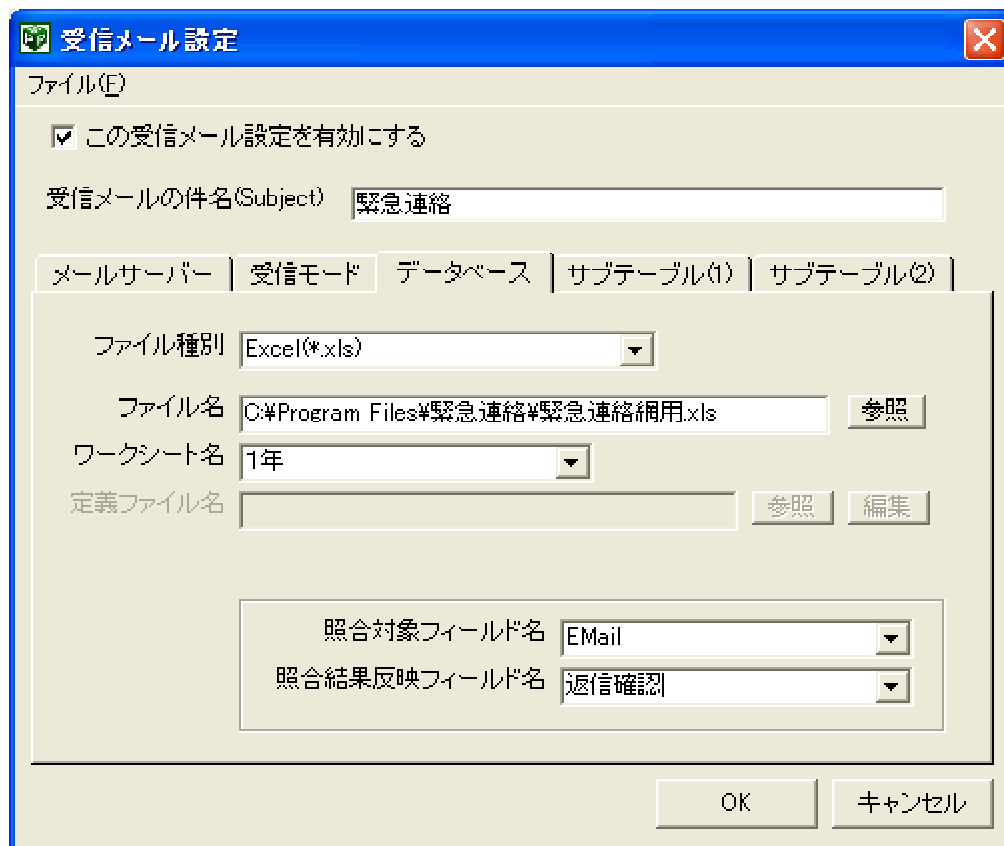 受信メール設定
ファイル(F)
この受信メール設定を有効にする
受信メールの件名(Subject) 緊急連絡
メールサーバー 受信モード データベース サブテーブル(1) サブテーブル(2)
ファイル種別 Excel(*.xls)
ファイル名 C:¥Program Files¥緊急連絡¥緊急連絡網用.xls 参照
ワークシート名 1年
定義ファイル名 参照 編集
照合対象フィールド名 EMail
照合結果反映フィールド名 返信確認
OK キャンセル